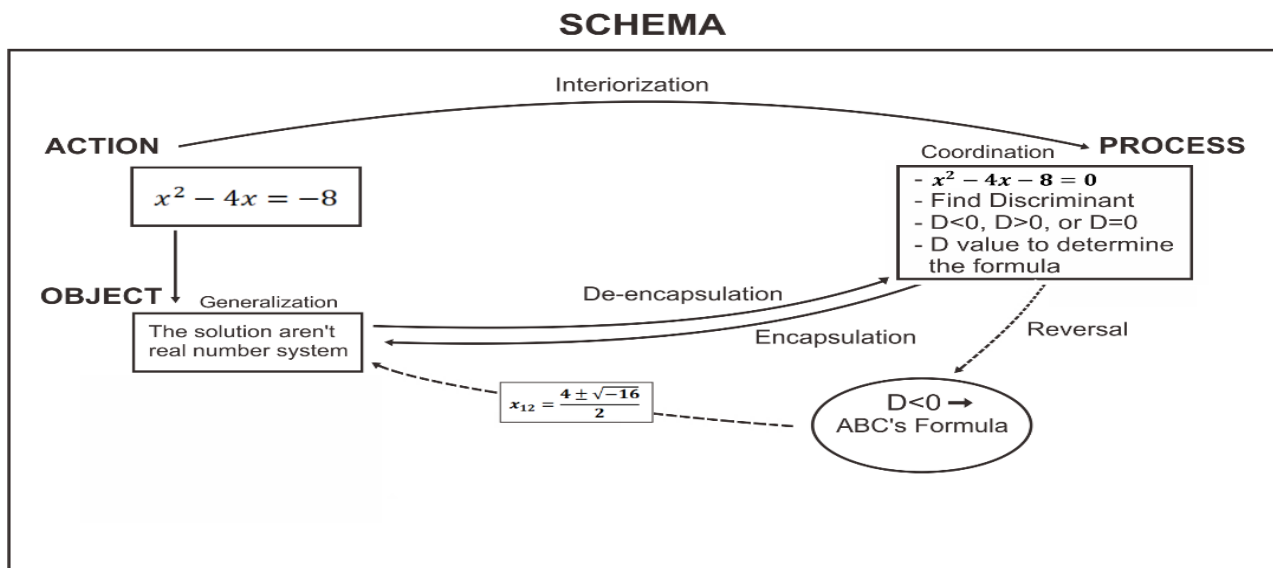 SCHEMA
Interiorization
ACTION
PROCESS
Coordination
x² − 4x = −8
- x² − 4x − 8 = 0
- Find Discriminant
- D<0, D>0, or D=0
- D value to determine
the formula
OBJECT
Generalization
The solution aren't
real number system
De-encapsulation
Encapsulation
Reversal
x₁₂ = (4 ± √−16)/2
D<0 →
ABC's Formula